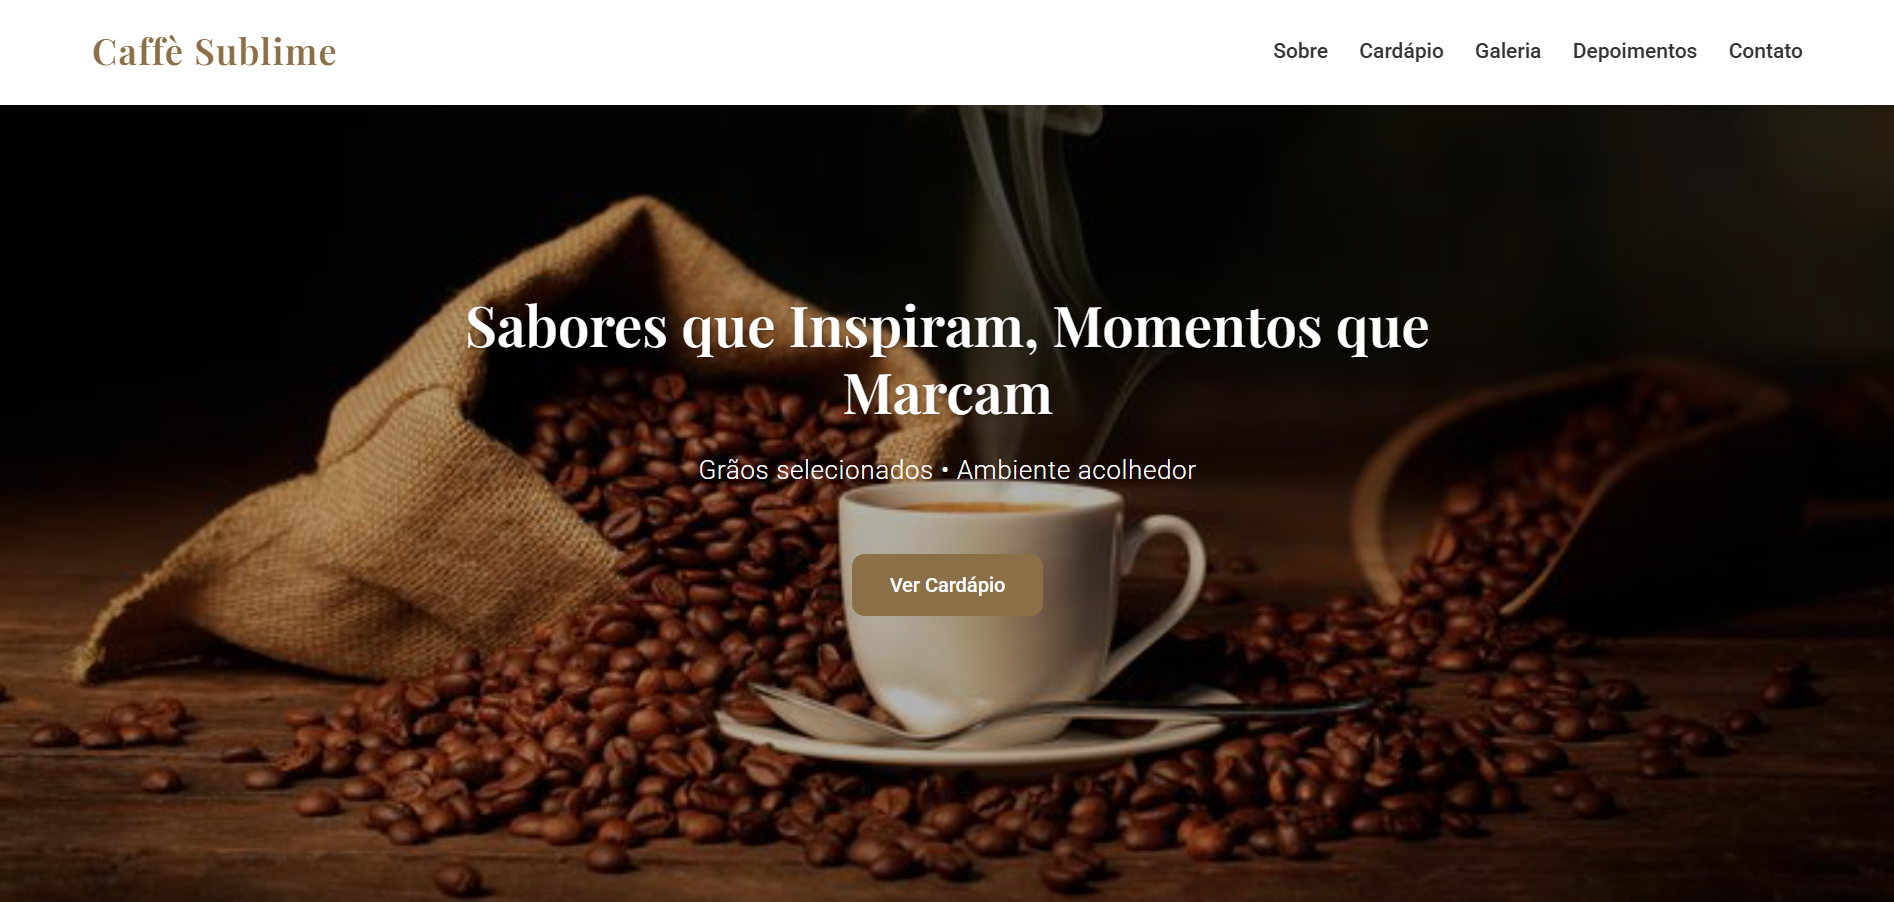 Caffè Sublime
Sobre Cardápio Galeria Depoimentos Contato
Sabores que Inspiram, Momentos que
Marcam
Grãos selecionados • Ambiente acolhedor
Ver Cardápio